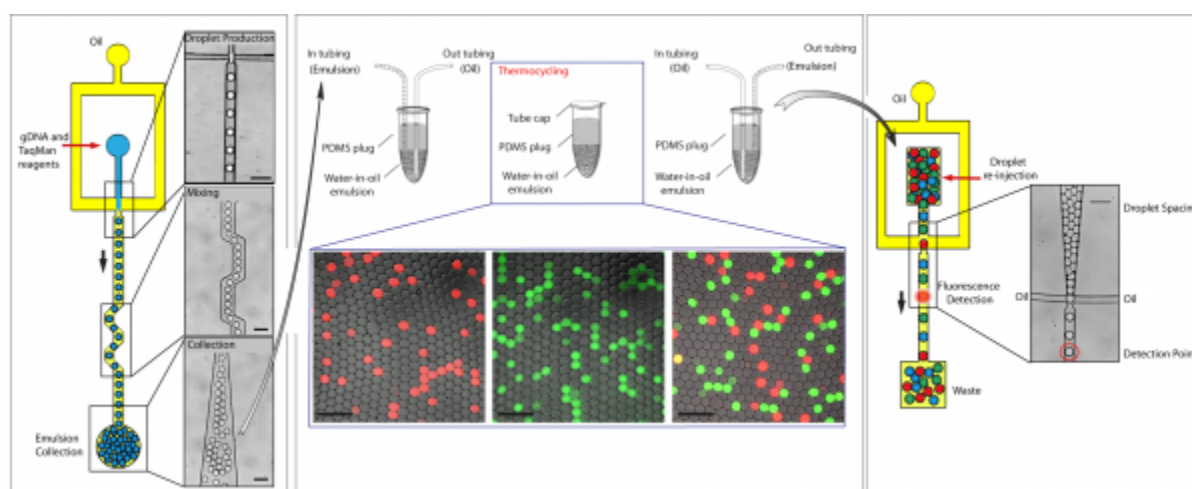 Oil
gDNA and
TaqMan
reagents
Emulsion
Collection
Droplet Production
Mixing
Collection
In tubing
(Emulsion)
Out tubing
(Oil)
PDMS plug
Water-in-oil
emulsion
Thermocycling
Tube cap
PDMS plug
Water-in-oil
emulsion
In tubing
(Oil)
Out tubing
(Emulsion)
PDMS plug
Water-in-oil
emulsion
Oil
Droplet
re-injection
Fluorescence
Detection
Waste
Droplet Spacing
Oil
Oil
Detection Point